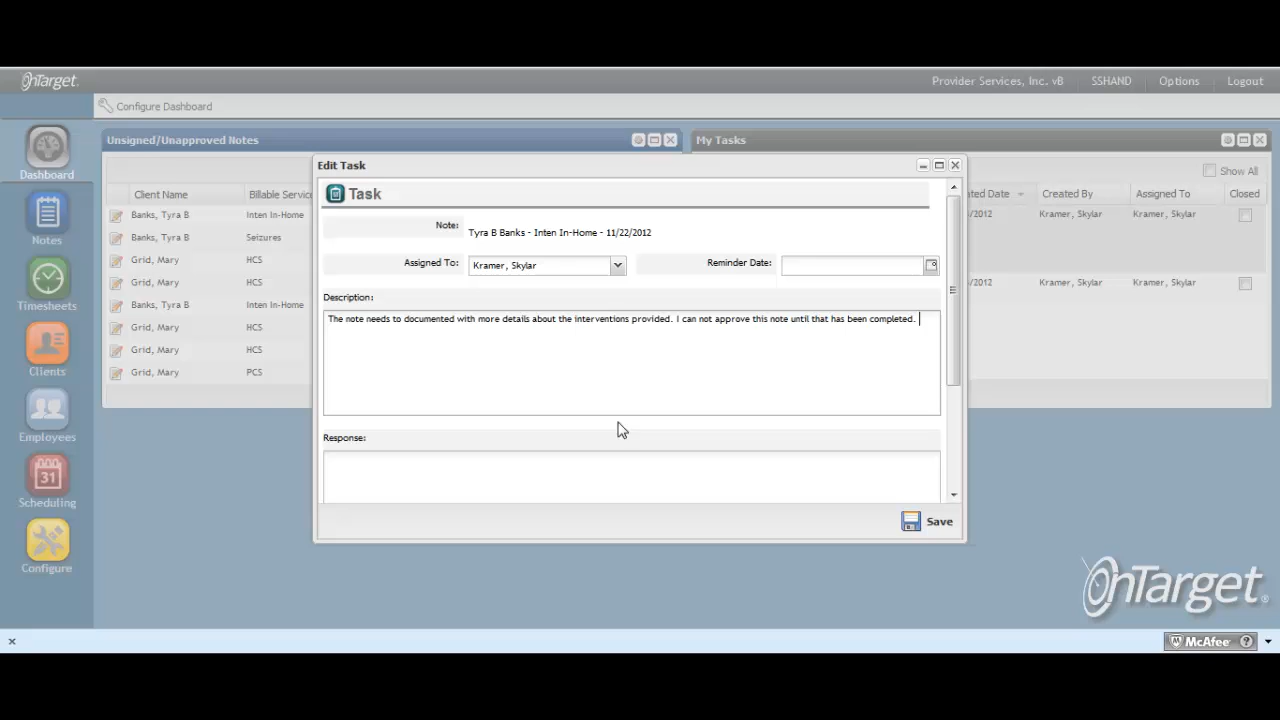 OnTarget
Provider Services, Inc. vB SSHAND Options Logout
Configure Dashboard
Dashboard
Notes
Timesheets
Clients
Employees
31
Scheduling
Configure
Unsigned/Unapproved Notes
Client Name Billable Service
Banks, Tyra B Inten In-Home
Banks, Tyra B Seizures
Grid, Mary HCS
Grid, Mary HCS
Banks, Tyra B Inten In-Home
Grid, Mary HCS
Grid, Mary HCS
Grid, Mary PCS
My Tasks
Show All
ated Date Created By Assigned To Closed
/2012 Kramer, Skylar Kramer, Skylar
/2012 Kramer, Skylar Kramer, Skylar
Edit Task
Task
Note: Tyra B Banks - Inten In-Home - 11/22/2012
Assigned To: Kramer, Skylar Reminder Date:
Description:
The note needs to documented with more details about the interventions provided. I can not approve this note until that has been completed.
Response:
Save
OnTarget®
x
McAfee ?